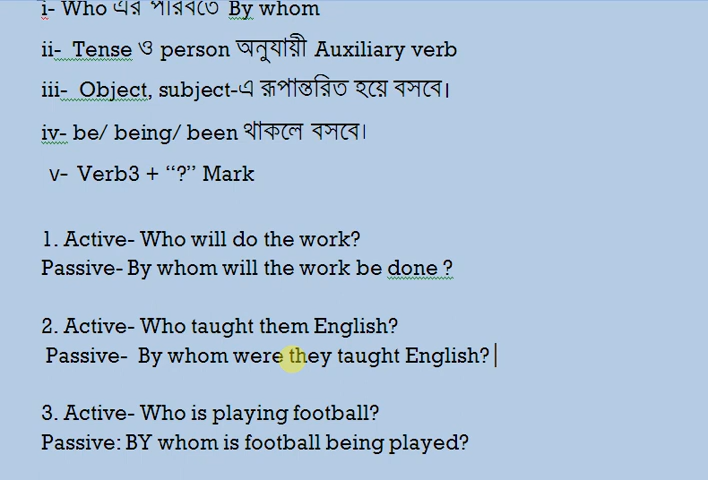 i- Who এর পরিবর্তে By whom
ii- Tense ও person অনুযায়ী Auxiliary verb
iii- Object, subject-এ রূপান্তরিত হয়ে বসবে।
iv- be/ being/ been থাকলে বসবে।
v- Verb3 + “?” Mark
1. Active- Who will do the work?
Passive- By whom will the work be done ?
2. Active- Who taught them English?
Passive- By whom were they taught English?
3. Active- Who is playing football?
Passive: BY whom is football being played?